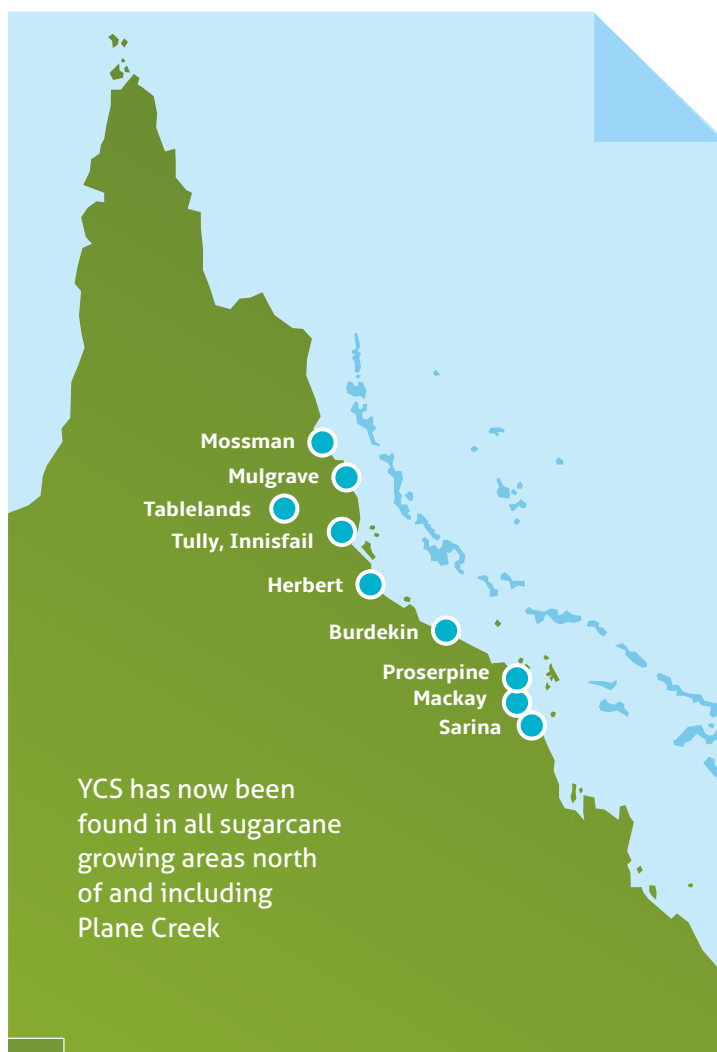 Mossman
Mulgrave
Tablelands
Tully, Innisfail
Herbert
Burdekin
Proserpine
Mackay
Sarina
YCS has now been
found in all sugarcane
growing areas north
of and including
Plane Creek